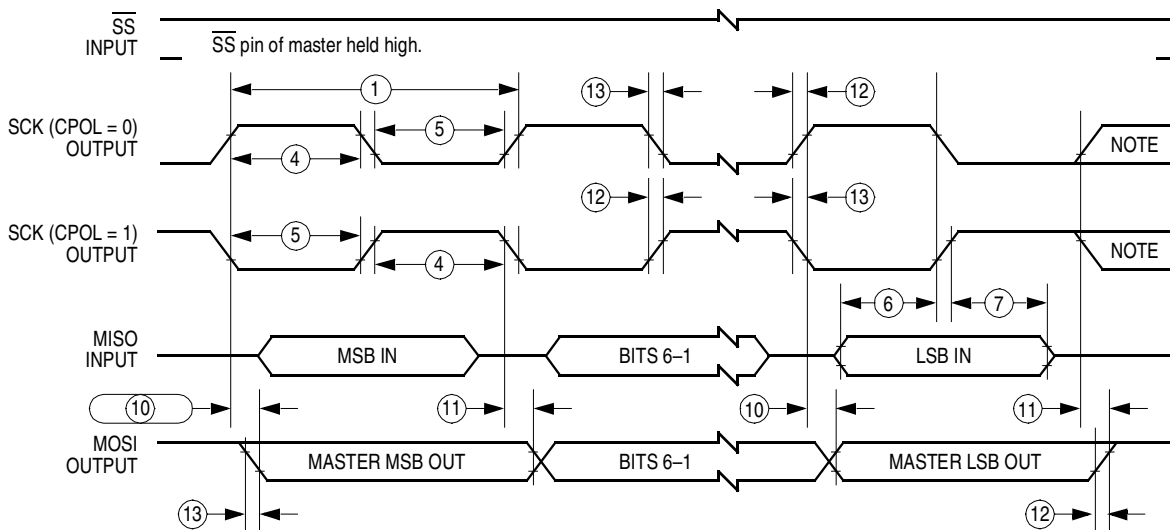 SS
INPUT
SS pin of master held high.
1
13
12
SCK (CPOL = 0)
OUTPUT
5
4
NOTE
12
13
SCK (CPOL = 1)
OUTPUT
5
4
NOTE
6
7
MISO
INPUT
MSB IN
BITS 6–1
LSB IN
10
11
10
11
MOSI
OUTPUT
MASTER MSB OUT
BITS 6–1
MASTER LSB OUT
13
12